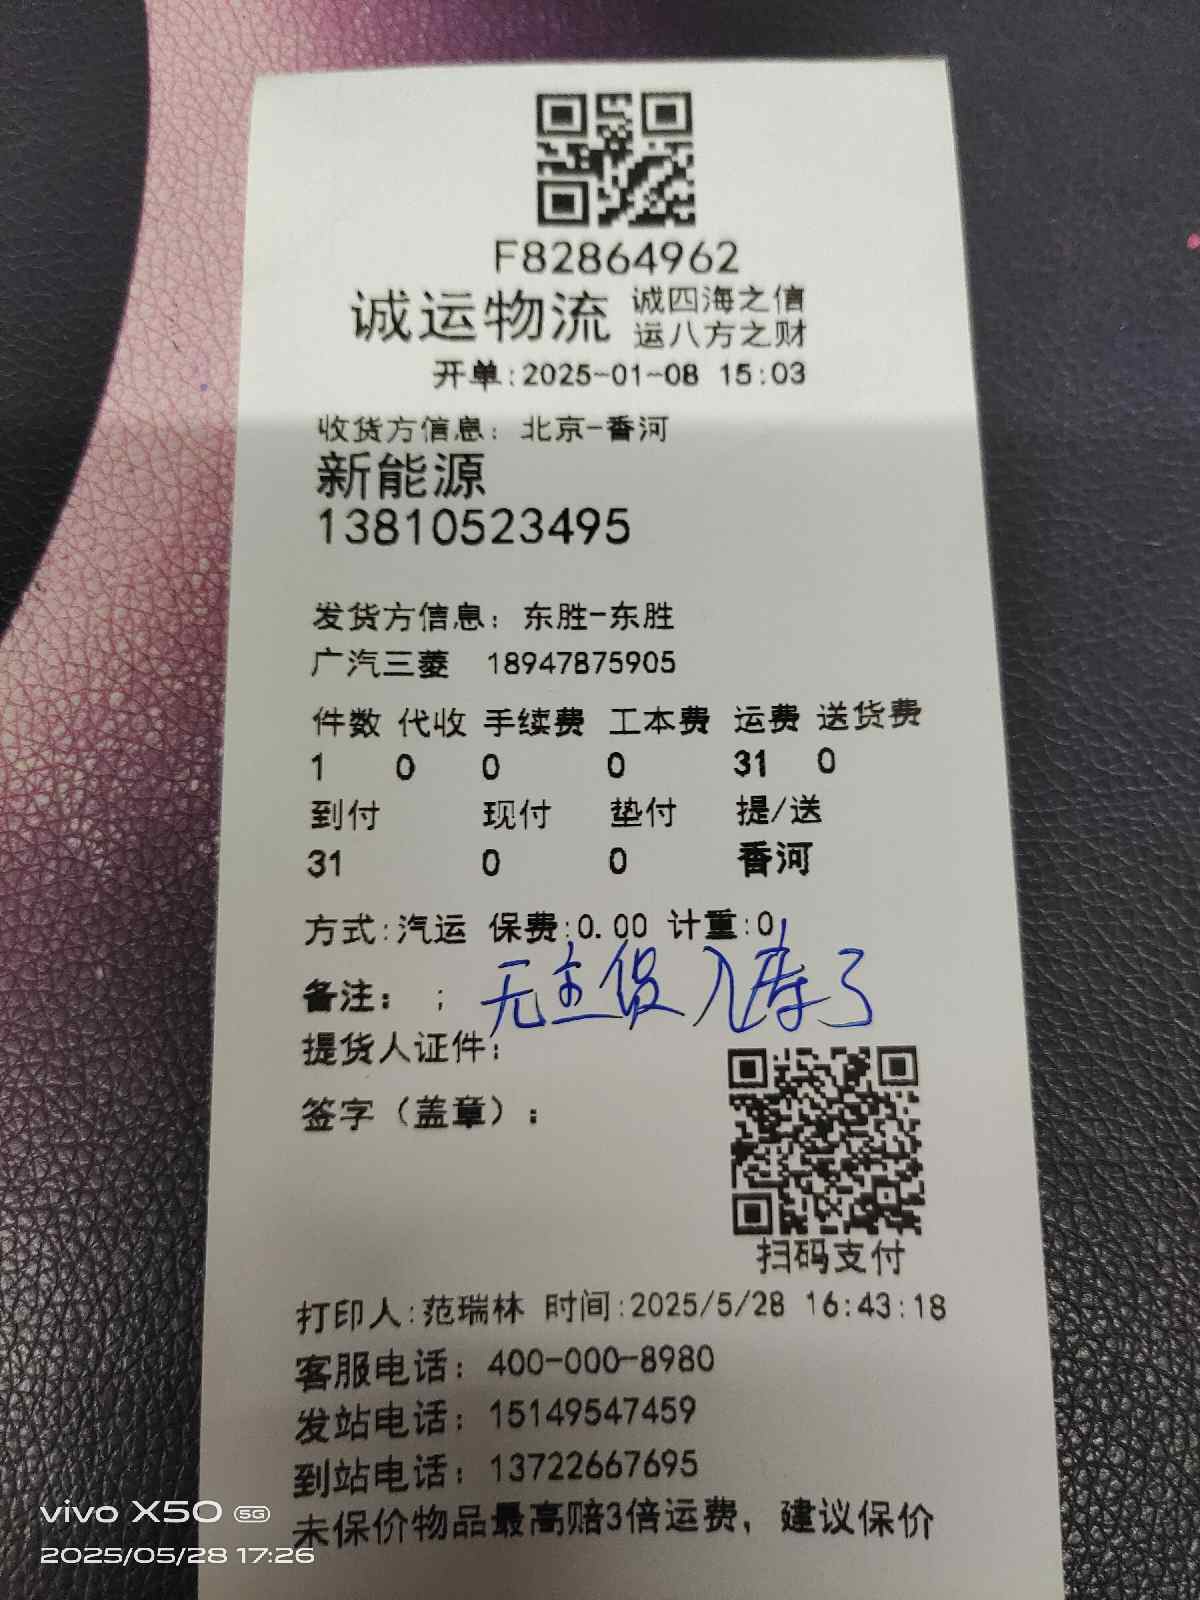 F82864962
诚运物流 诚四海之信
运八方之财
开单:2025-01-08 15:03
收货方信息: 北京-香河
新能源
13810523495
发货方信息: 东胜-东胜
广汽三菱 18947875905
件数 代收 手续费 工本费 运费 送货费
1 0 0 0 31 0
到付 现付 垫付 提/送
31 0 0 香河
方式:汽运 保费:0.00 计重:0
备注: ; 无主货入库了
提货人证件:
签字(盖章):
扫码支付
打印人:范瑞林 时间:2025/5/28 16:43:18
客服电话: 400-000-8980
发站电话: 15149547459
到站电话: 13722667695
未保价物品最高赔3倍运费, 建议保价
vivo X50 5G
2025/05/28 17:26